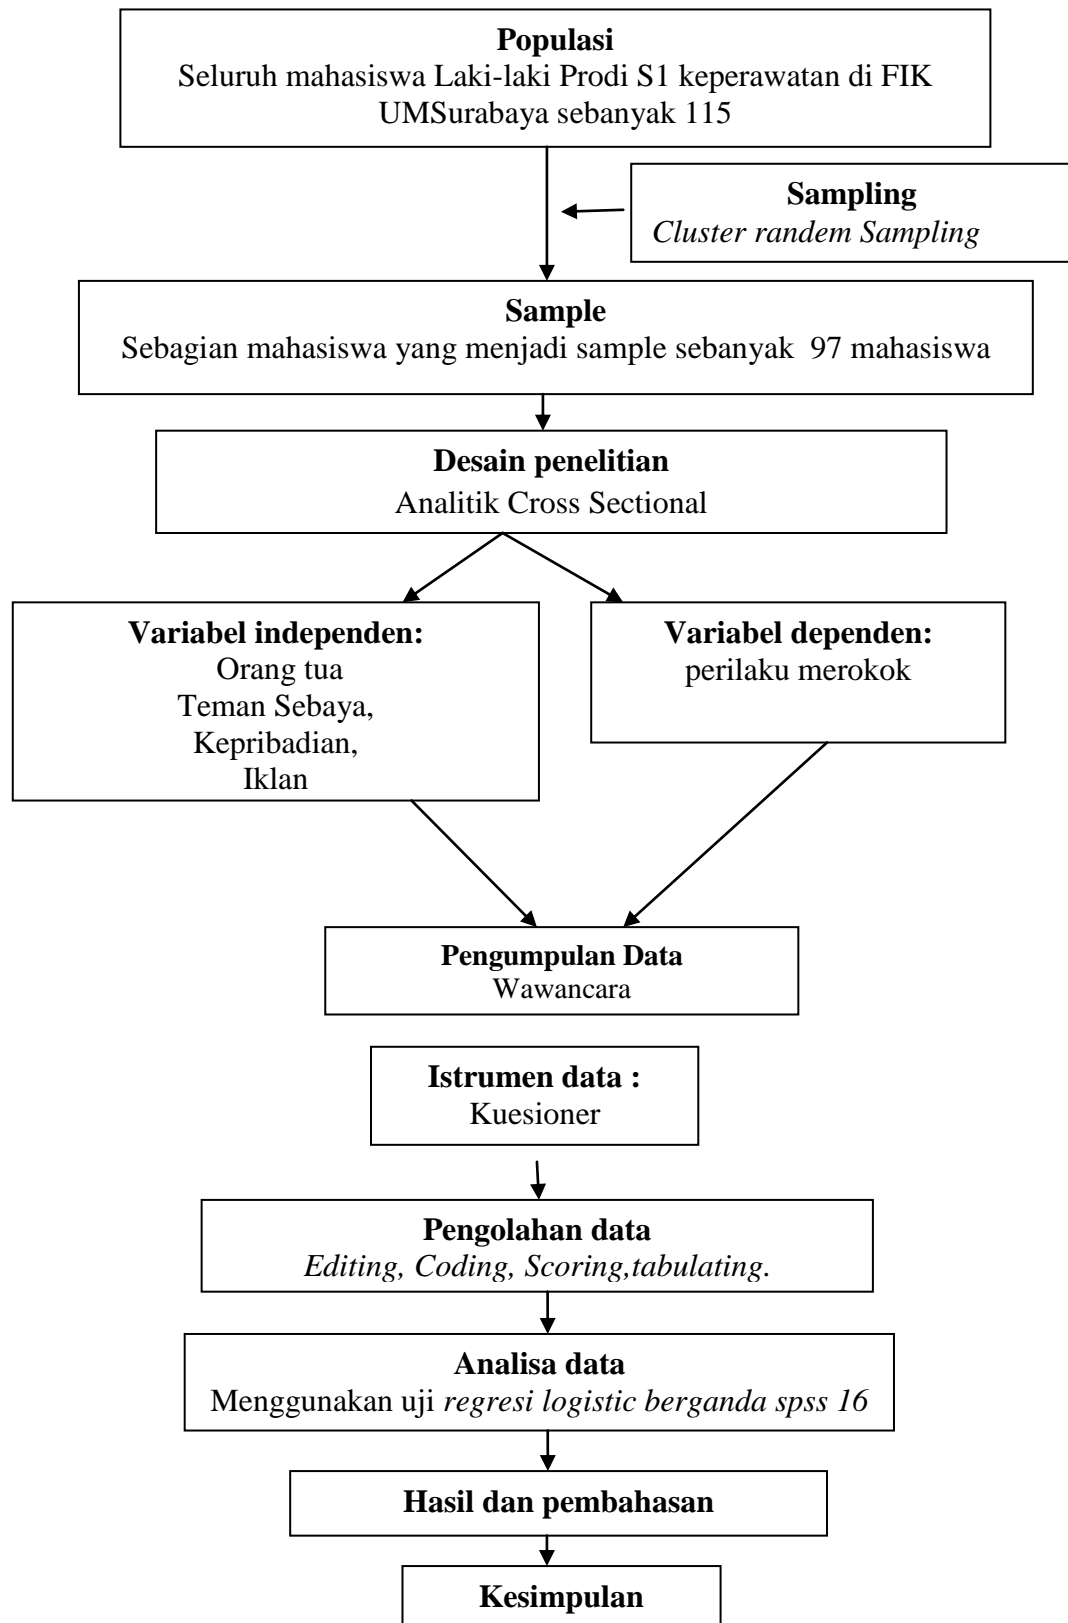 Populasi
Seluruh mahasiswa Laki-laki Prodi S1 keperawatan di FIK
UMSurabaya sebanyak 115
Sampling
Cluster randem Sampling
Sample
Sebagian mahasiswa yang menjadi sample sebanyak 97 mahasiswa
Desain penelitian
Analitik Cross Sectional
Variabel independen:
Orang tua
Teman Sebaya,
Kepribadian,
Iklan
Variabel dependen:
perilaku merokok
Pengumpulan Data
Wawancara
Istrumen data :
Kuesioner
Pengolahan data
Editing, Coding, Scoring,tabulating.
Analisa data
Menggunakan uji regresi logistic berganda spss 16
Hasil dan pembahasan
Kesimpulan